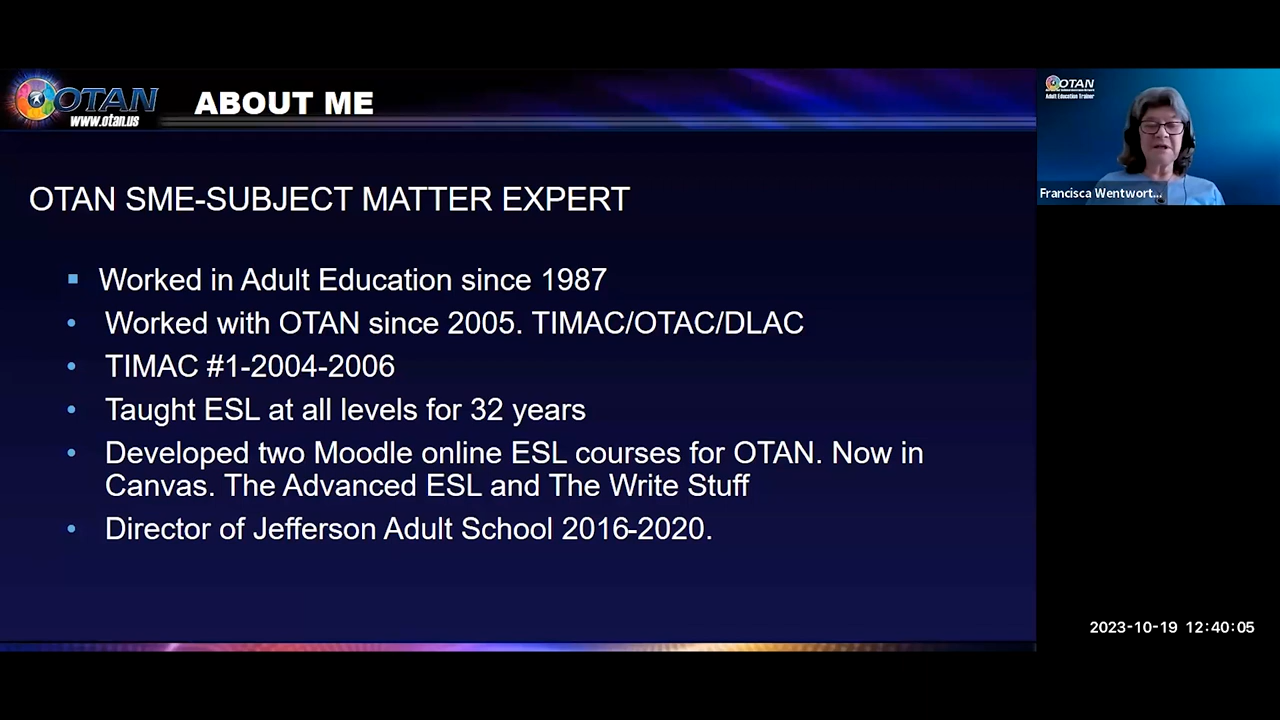 OTAN
www.otan.us
ABOUT ME
OTAN SME-SUBJECT MATTER EXPERT
Worked in Adult Education since 1987
Worked with OTAN since 2005. TIMAC/OTAC/DLAC
TIMAC #1-2004-2006
Taught ESL at all levels for 32 years
Developed two Moodle online ESL courses for OTAN. Now in
Canvas. The Advanced ESL and The Write Stuff
Director of Jefferson Adult School 2016-2020.
OTAN
Adult Education Trainer
Francisca Wentwort...
2023-10-19 12:40:05